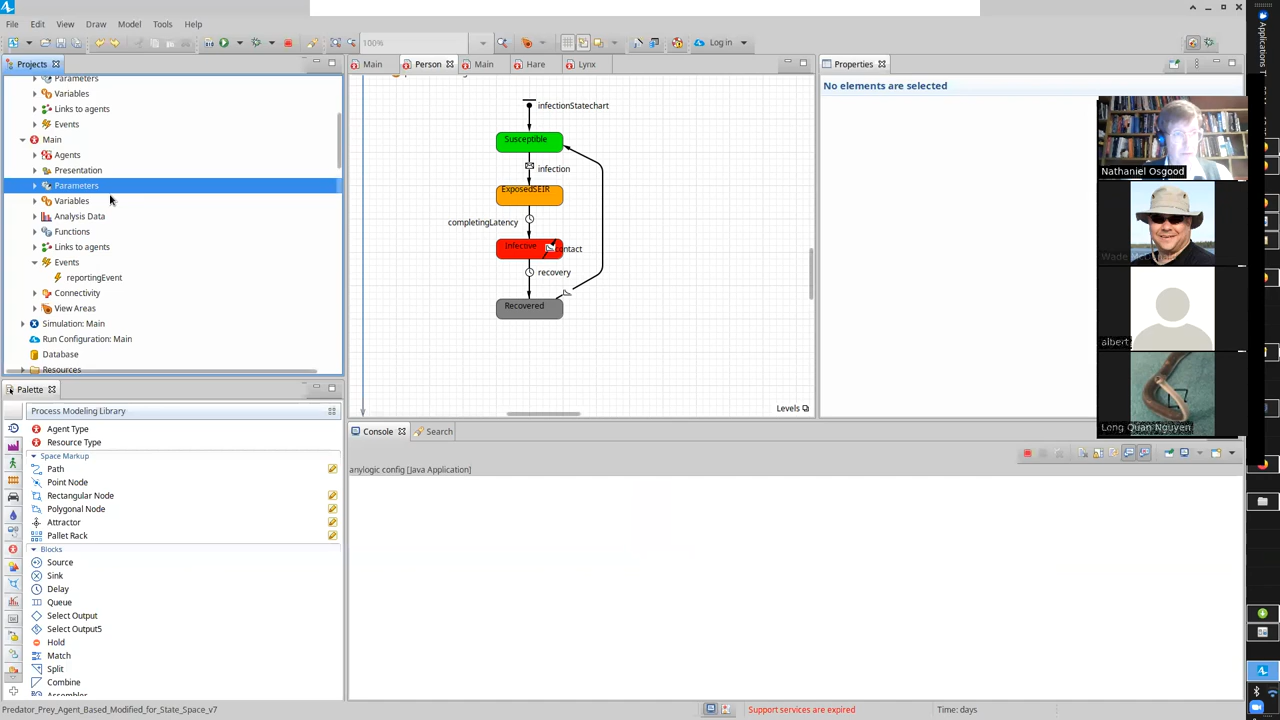 File Edit View Draw Model Tools Help
100% Log in
Projects
Parameters
Variables
Links to agents
Events
Main
Agents
Presentation
Parameters
Variables
Analysis Data
Functions
Links to agents
Events
reportingEvent
Connectivity
View Areas
Simulation: Main
Run Configuration: Main
Database
Resources
Palette
Process Modeling Library
Agent Type
Resource Type
Space Markup
Path
Point Node
Rectangular Node
Polygonal Node
Attractor
Pallet Rack
Blocks
Source
Sink
Delay
Queue
Select Output
Select Output5
Hold
Match
Split
Combine
Assembler
Main Person Main Hare Lynx
infectionStatechart
Susceptible
infection
ExposedSEIR
completingLatency
Infective
contact
recovery
Recovered
Levels
Console Search
anylogic config [Java Application]
Properties
No elements are selected
Applications
Nathaniel Osgood
albert
Long Quan Nguyen
Predator_Prey_Agent_Based_Modified_for_State_Space_v7
Support services are expired
Time: days